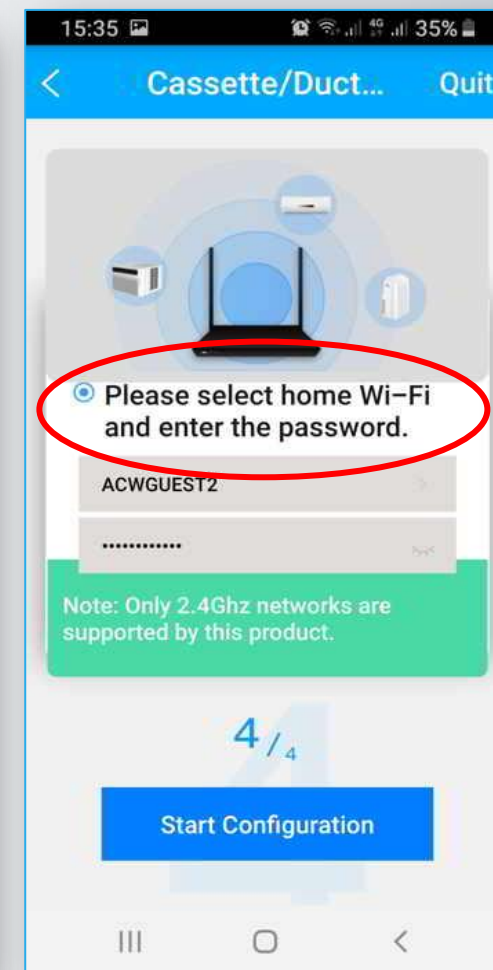 15:35 4G 35%
Cassette/Duct... Quit
Please select home Wi-Fi
and enter the password.
ACWGUEST2
••••••••••••
Note: Only 2.4Ghz networks are
supported by this product.
4/4
Start Configuration